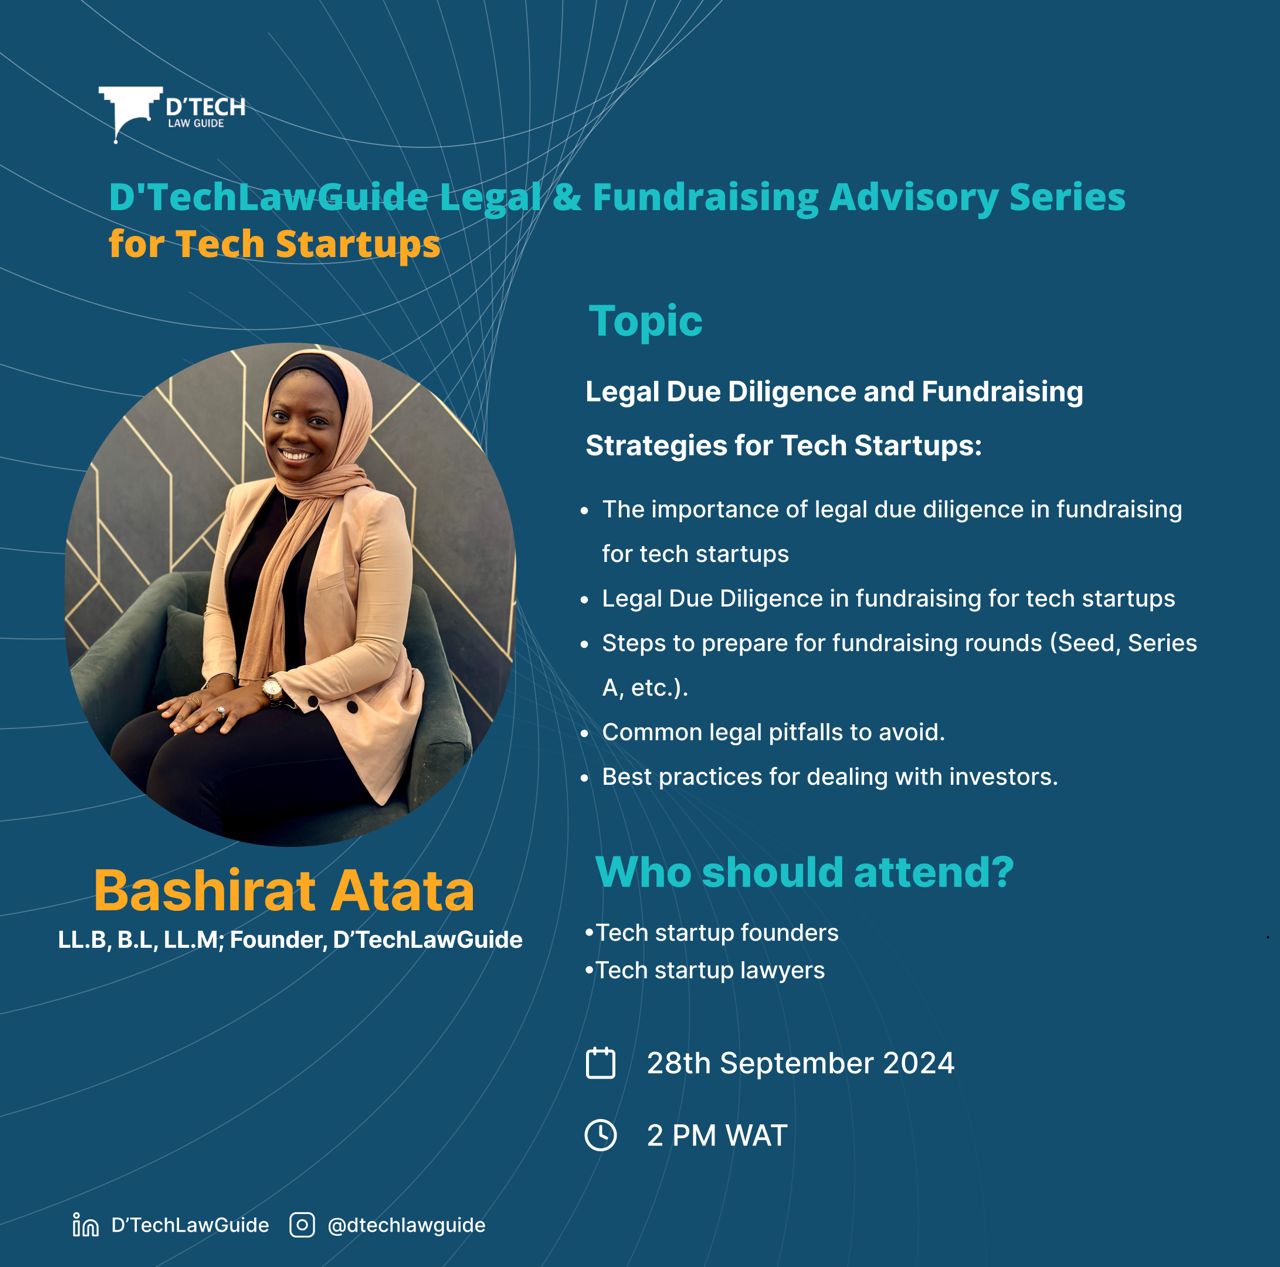 D'TECH
LAW GUIDE
D'TechLawGuide Legal & Fundraising Advisory Series
for Tech Startups
Topic
Legal Due Diligence and Fundraising
Strategies for Tech Startups:
• The importance of legal due diligence in fundraising
for tech startups
• Legal Due Diligence in fundraising for tech startups
• Steps to prepare for fundraising rounds (Seed, Series
A, etc.).
• Common legal pitfalls to avoid.
• Best practices for dealing with investors.
Bashirat Atata
LL.B, B.L, LL.M; Founder, D’TechLawGuide
Who should attend?
•Tech startup founders
•Tech startup lawyers
28th September 2024
2 PM WAT
D’TechLawGuide @dtechlawguide